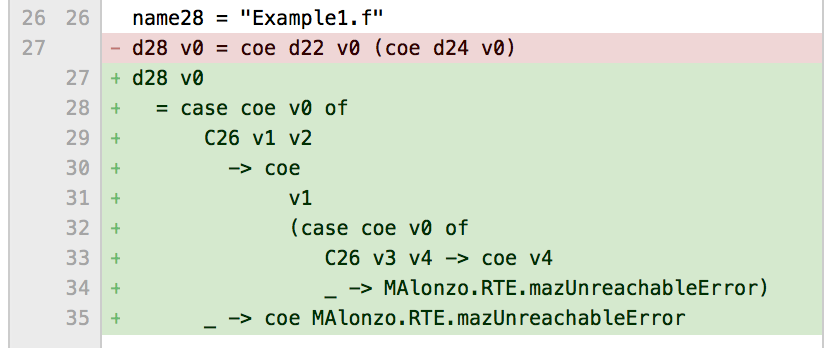 26 26 name28 = "Example1.f"
27 - d28 v0 = coe d22 v0 (coe d24 v0)
27 + d28 v0
28 + = case coe v0 of
29 + C26 v1 v2
30 + -> coe
31 + v1
32 + (case coe v0 of
33 + C26 v3 v4 -> coe v4
34 + _ -> MAlonzo.RTE.mazUnreachableError)
35 + _ -> coe MAlonzo.RTE.mazUnreachableError